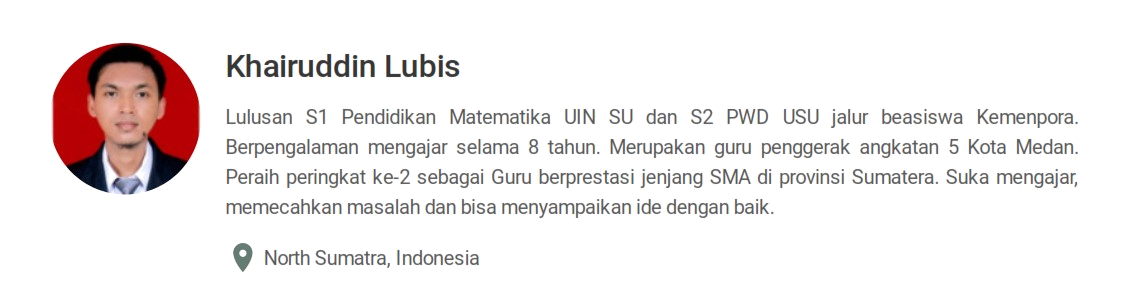 Khairuddin Lubis
Lulusan S1 Pendidikan Matematika UIN SU dan S2 PWD USU jalur beasiswa Kemenpora.
Berpengalaman mengajar selama 8 tahun. Merupakan guru penggerak angkatan 5 Kota Medan.
Peraih peringkat ke-2 sebagai Guru berprestasi jenjang SMA di provinsi Sumatera. Suka mengajar,
memecahkan masalah dan bisa menyampaikan ide dengan baik.
North Sumatra, Indonesia